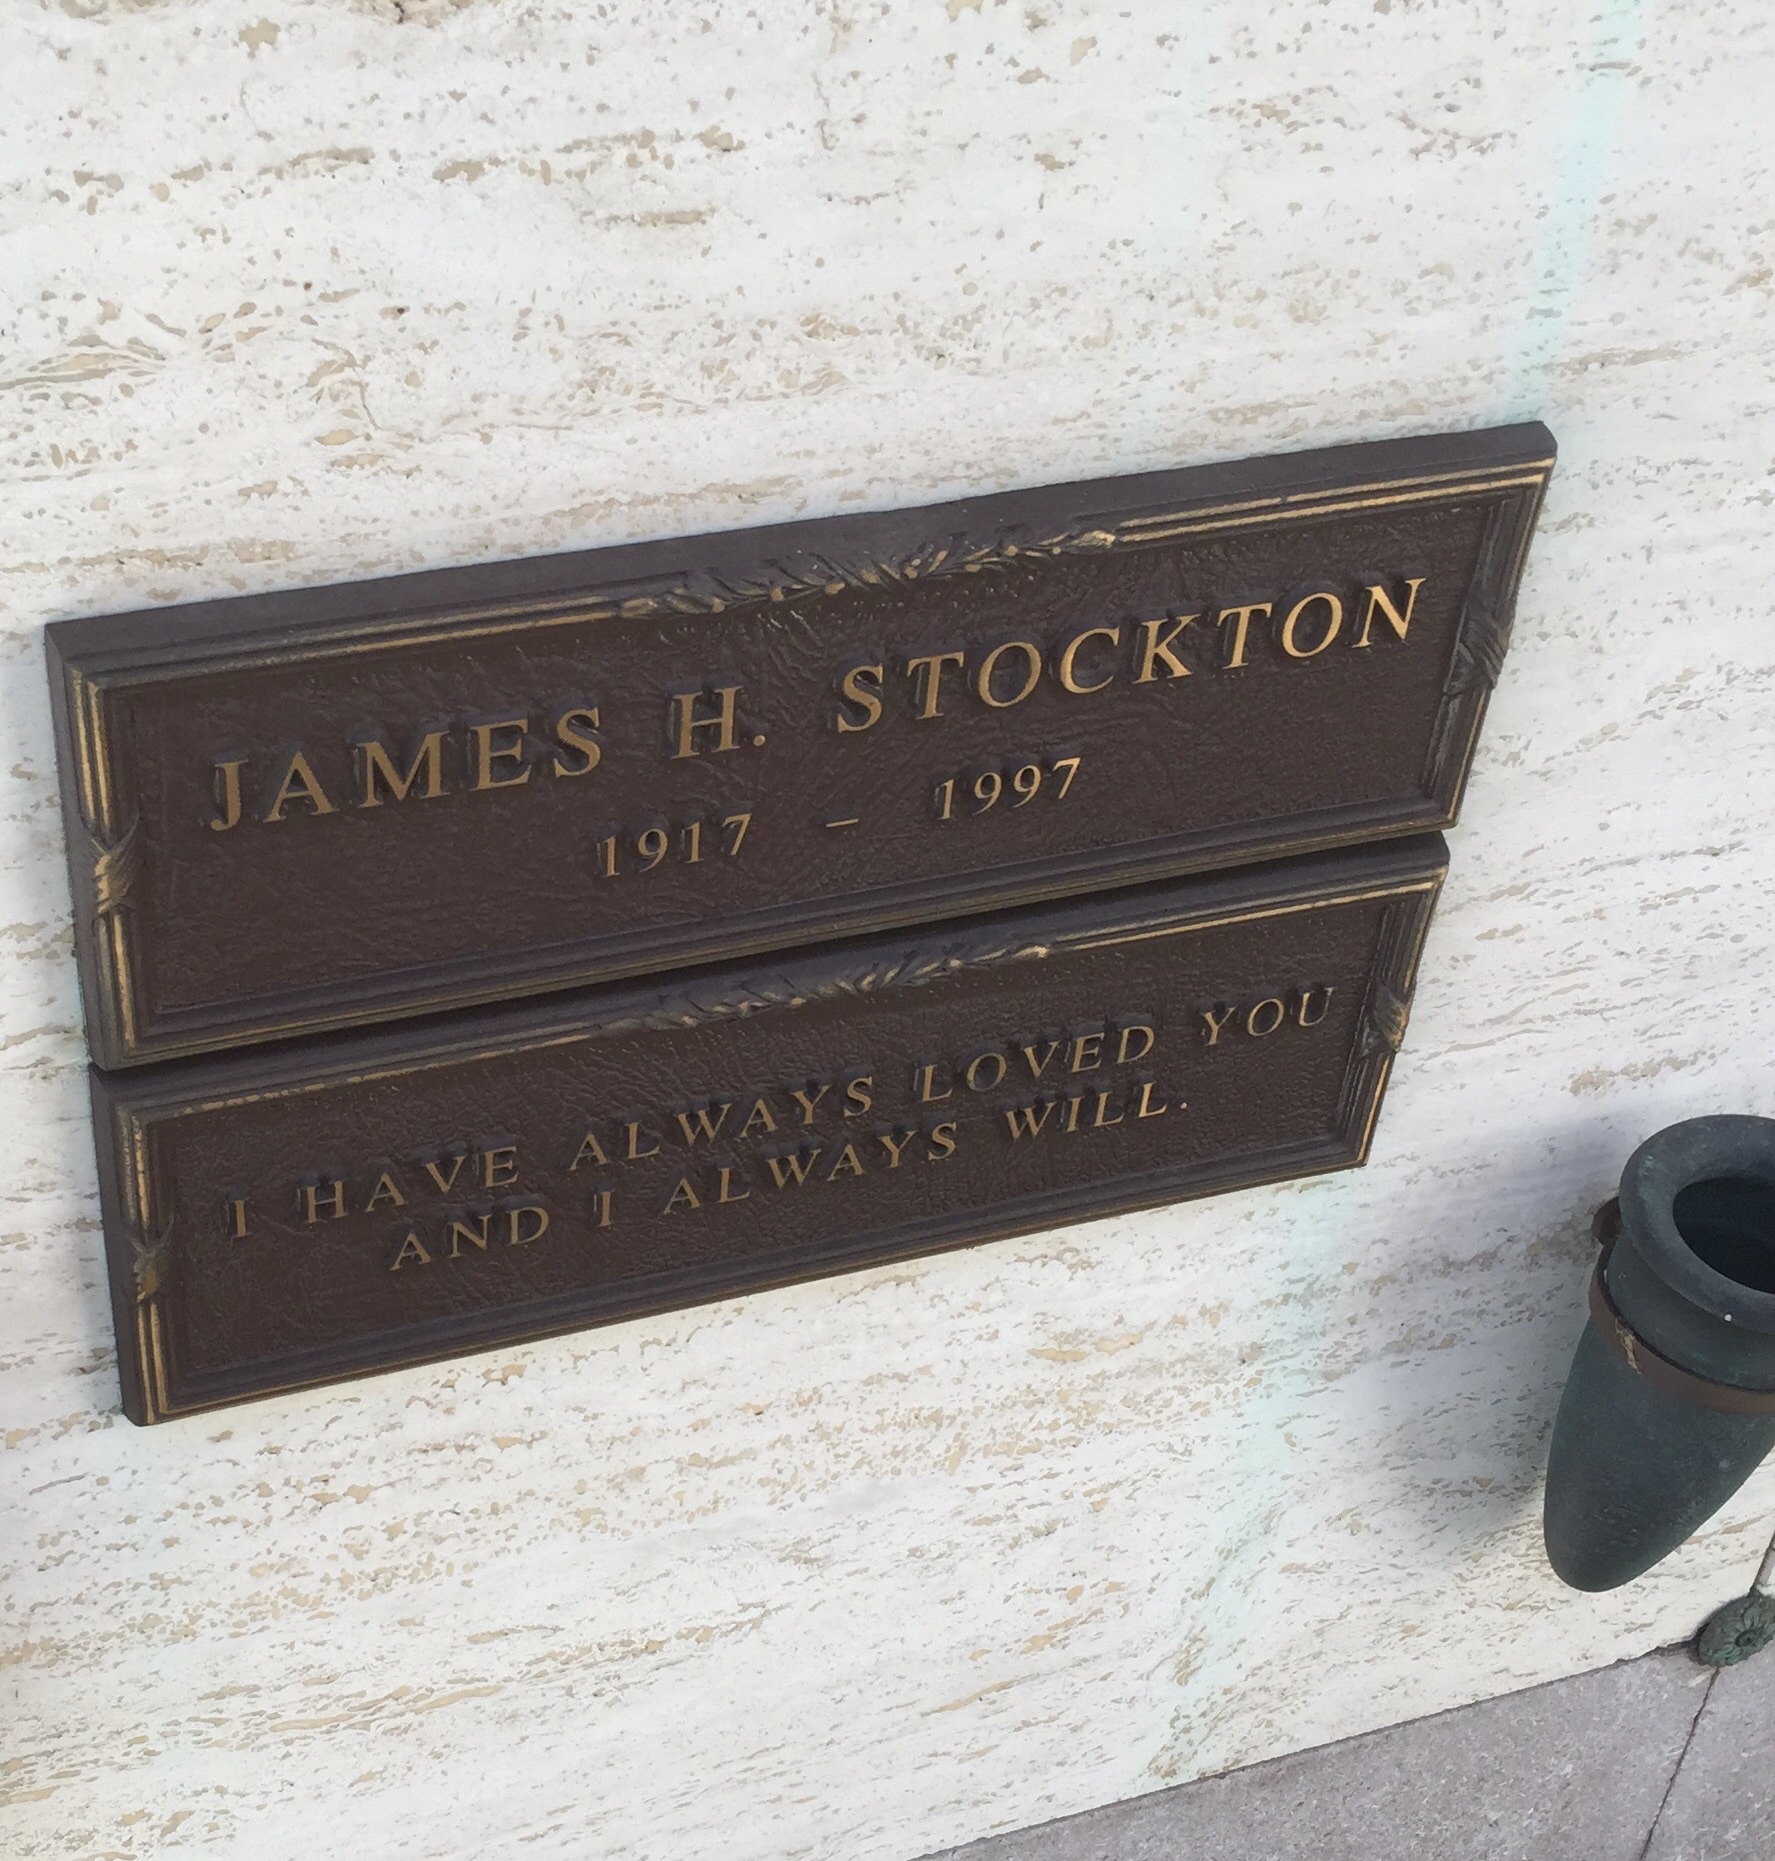 JAMES H. STOCKTON
1917 – 1997
I HAVE ALWAYS LOVED YOU
AND I ALWAYS WILL.